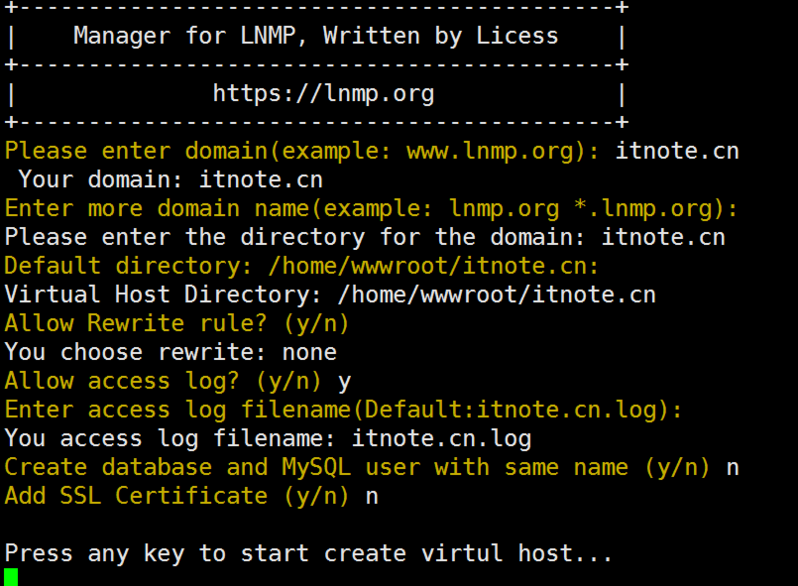 +-------------------------------------------+
|    Manager for LNMP, Written by Licess    |
+-------------------------------------------+
|              https://lnmp.org             |
+-------------------------------------------+
Please enter domain(example: www.lnmp.org): itnote.cn
 Your domain: itnote.cn
Enter more domain name(example: lnmp.org *.lnmp.org):
Please enter the directory for the domain: itnote.cn
Default directory: /home/wwwroot/itnote.cn:
Virtual Host Directory: /home/wwwroot/itnote.cn
Allow Rewrite rule? (y/n)
You choose rewrite: none
Allow access log? (y/n) y
Enter access log filename(Default:itnote.cn.log):
You access log filename: itnote.cn.log
Create database and MySQL user with same name (y/n) n
Add SSL Certificate (y/n) n
Press any key to start create virtul host...